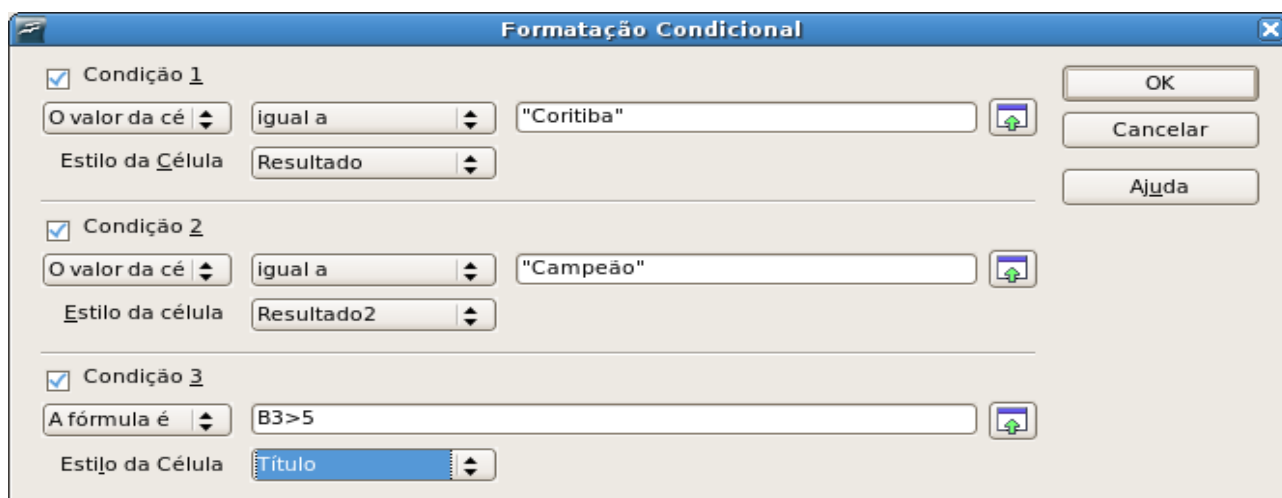 Formatação Condicional
Condição 1
OK
O valor da cé igual a "Coritiba"
Cancelar
Estilo da Célula Resultado
Ajuda
Condição 2
O valor da cé igual a "Campeão"
Estilo da célula Resultado2
Condição 3
A fórmula é B3>5
Estilo da Célula Título